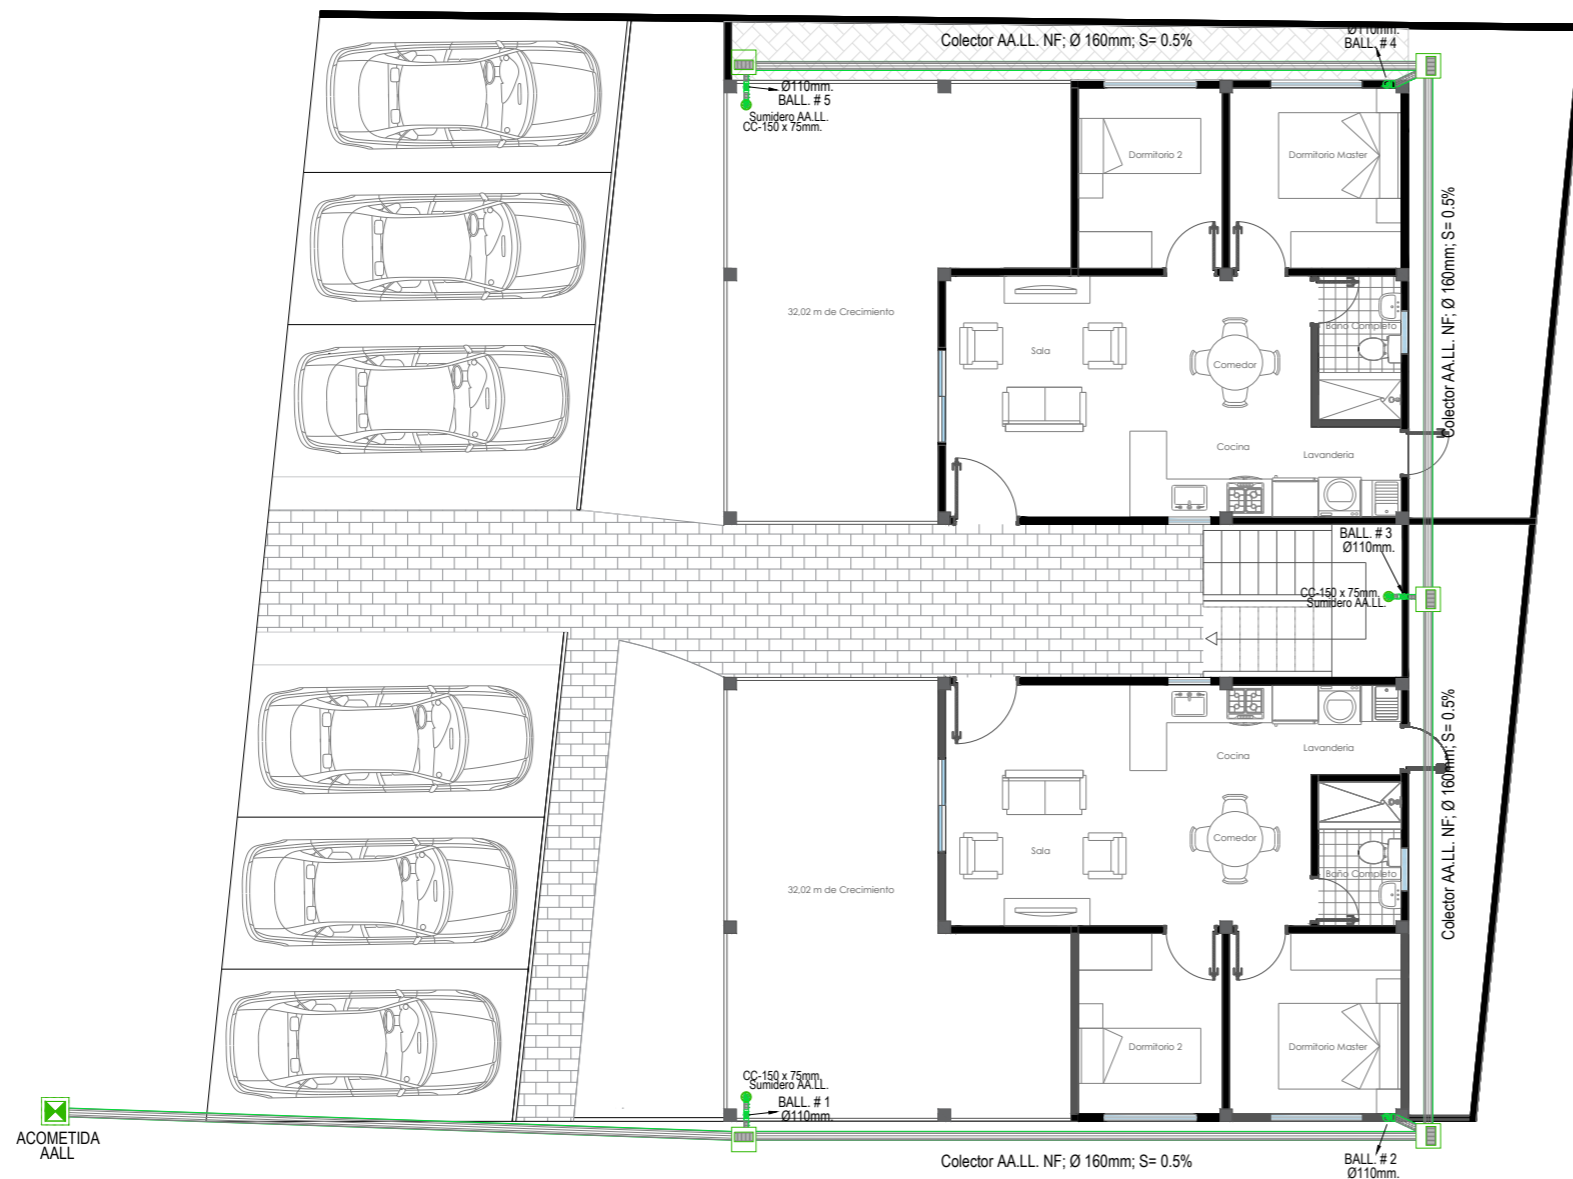 Colector AA.LL. NF; Ø 160mm; S= 0.5%
Ø110mm.
BALL. # 4
Ø110mm.
BALL. # 5
Sumidero AA.LL.
CC-150 x 75mm.
Dormitorio 2
Dormitorio Master
Colector AA.LL. NF; Ø 160mm; S= 0.5%
32,02 m de Crecimiento
Sala
Comedor
Baño Completo
Cocina
Lavanderia
BALL. # 3
Ø110mm.
CC-150 x 75mm.
Sumidero AA.LL.
Colector AA.LL. NF; Ø 160mm; S= 0.5%
Cocina
Lavanderia
Comedor
Sala
Baño Completo
32,02 m de Crecimiento
Dormitorio 2
Dormitorio Master
CC-150 x 75mm.
Sumidero AA.LL.
BALL. # 1
Ø110mm.
ACOMETIDA
AALL
Colector AA.LL. NF; Ø 160mm; S= 0.5%
BALL. # 2
Ø110mm.